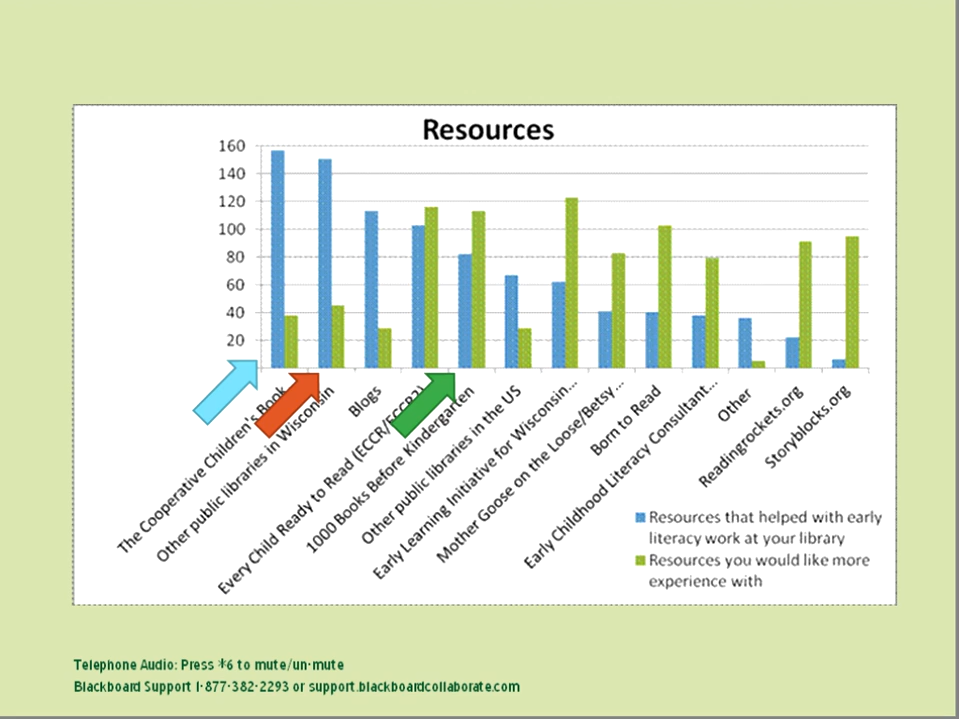 Resources
160
140
120
100
80
60
40
20
The Cooperative Children's Book
Other public libraries in Wisconsin
Blogs
Every Child Ready to Read (ECCR/ECCR2)
1000 Books Before Kindergarten
Other public libraries in the US
Early Learning Initiative for Wisconsin...
Mother Goose on the Loose/Betsy...
Born to Read
Early Childhood Literacy Consultant...
Other
Readingrockets.org
Storyblocks.org
Resources that helped with early
literacy work at your library
Resources you would like more
experience with
Telephone Audio: Press *6 to mute/un-mute
Blackboard Support 1-877-382-2293 or support.blackboardcollaborate.com